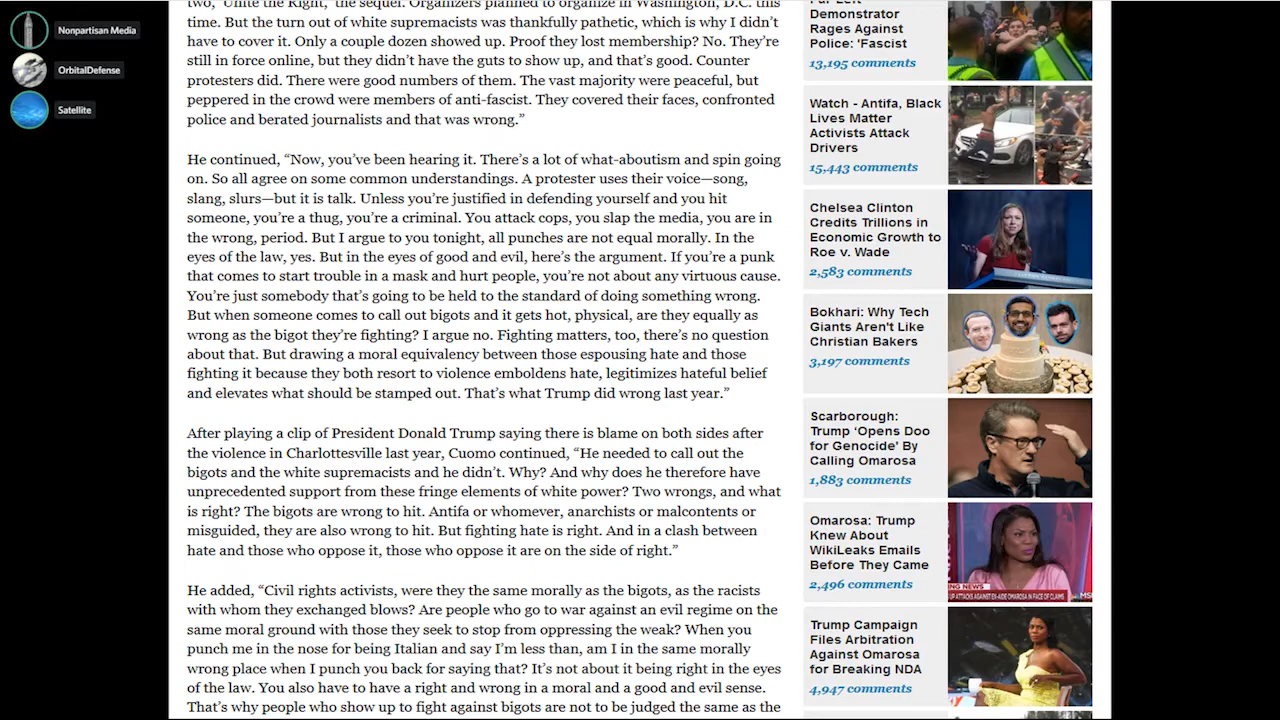 Nonpartisan Media
OrbitalDefense
Satellite
two, "Unite the Right," the sequel. Organizers planned to organize in Washington, D.C. this
time. But the turn out of white supremacists was thankfully pathetic, which is why I didn't
have to cover it. Only a couple dozen showed up. Proof they lost membership? No. They're
still in force online, but they didn't have the guts to show up, and that's good. Counter
protesters did. There were good numbers of them. The vast majority were peaceful, but
peppered in the crowd were members of anti-fascist. They covered their faces, confronted
police and berated journalists and that was wrong."
He continued, "Now, you've been hearing it. There's a lot of what-aboutism and spin going
on. So all agree on some common understandings. A protester uses their voice—song,
slang, slurs—but it is talk. Unless you're justified in defending yourself and you hit
someone, you're a thug, you're a criminal. You attack cops, you slap the media, you are in
the wrong, period. But I argue to you tonight, all punches are not equal morally. In the
eyes of the law, yes. But in the eyes of good and evil, here's the argument. If you're a punk
that comes to start trouble in a mask and hurt people, you're not about any virtuous cause.
You're just somebody that's going to be held to the standard of doing something wrong.
But when someone comes to call out bigots and it gets hot, physical, are they equally as
wrong as the bigot they're fighting? I argue no. Fighting matters, too, there's no question
about that. But drawing a moral equivalency between those espousing hate and those
fighting it because they both resort to violence emboldens hate, legitimizes hateful belief
and elevates what should be stamped out. That's what Trump did wrong last year."
After playing a clip of President Donald Trump saying there is blame on both sides after
the violence in Charlottesville last year, Cuomo continued, "He needed to call out the
bigots and the white supremacists and he didn't. Why? And why does he therefore have
unprecedented support from these fringe elements of white power? Two wrongs, and what
is right? The bigots are wrong to hit. Antifa or whomever, anarchists or malcontents or
misguided, they are also wrong to hit. But fighting hate is right. And in a clash between
hate and those who oppose it, those who oppose it are on the side of right."
He added, "Civil rights activists, were they the same morally as the bigots, as the racists
with whom they exchanged blows? Are people who go to war against an evil regime on the
same moral ground with those they seek to stop from oppressing the weak? When you
punch me in the nose for being Italian and say I'm less than, am I in the same morally
wrong place when I punch you back for saying that? It's not about it being right in the eyes
of the law. You also have to have a right and wrong in a moral and a good and evil sense.
That's why people who show up to fight against bigots are not to be judged the same as the
Far-Left
Demonstrator
Rages Against
Police: 'Fascist
13,195 comments
Watch - Antifa, Black
Lives Matter
Activists Attack
Drivers
15,443 comments
Chelsea Clinton
Credits Trillions in
Economic Growth to
Roe v. Wade
2,583 comments
Bokhari: Why Tech
Giants Aren't Like
Christian Bakers
3,197 comments
Scarborough:
Trump 'Opens Doo
for Genocide' By
Calling Omarosa
1,883 comments
Omarosa: Trump
Knew About
WikiLeaks Emails
Before They Came
2,496 comments
Trump Campaign
Files Arbitration
Against Omarosa
for Breaking NDA
4,947 comments